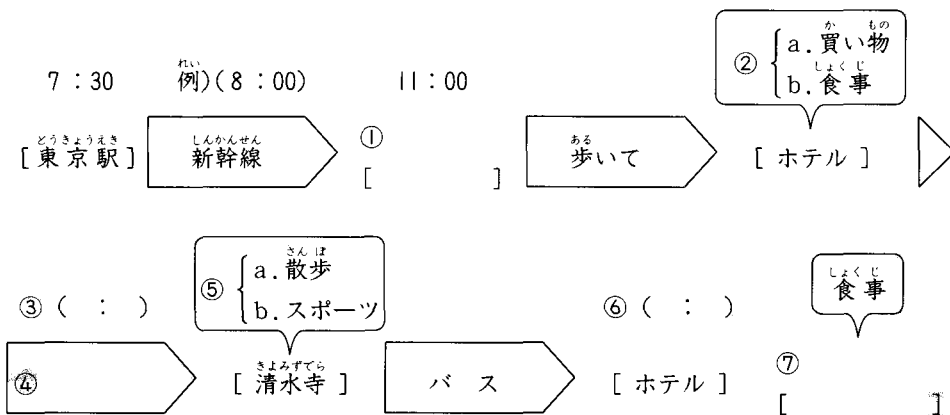 ② a. 買い物
b. 食事
7:30 例)(8:00) 11:00
[東京駅] 新幹線 ① [ ] 歩いて [ホテル]
⑤ a. 散歩
b. スポーツ
③ ( : ) ⑥ ( : ) 食事
④ [清水寺] バス [ホテル] ⑦ [ ]